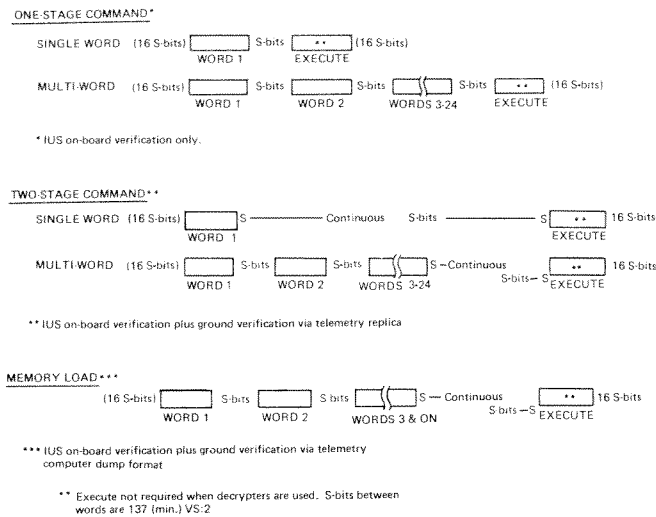 ONE-STAGE COMMAND*
SINGLE WORD (16 S-bits) S-bits ** (16 S-bits)
WORD 1 EXECUTE
MULTI-WORD (16 S-bits) S-bits S-bits S-bits ** (16 S-bits)
WORD 1 WORD 2 WORDS 3-24 EXECUTE
* IUS on-board verification only.
TWO-STAGE COMMAND**
SINGLE WORD (16 S-bits) S Continuous S-bits S ** 16 S-bits
WORD 1 EXECUTE
MULTI-WORD (16 S-bits) S-bits S-bits S – Continuous ** 16 S-bits
WORD 1 WORD 2 WORDS 3-24 S-bits – S EXECUTE
** IUS on-board verification plus ground verification via telemetry replica
MEMORY LOAD***
(16 S-bits) S-bits S bits S – Continuous ** 16 S-bits
WORD 1 WORD 2 WORDS 3 & ON S-bits – S EXECUTE
*** IUS on-board verification plus ground verification via telemetry
computer dump format
** Execute not required when decrypters are used. S-bits between
words are 137 (min.) VS:2